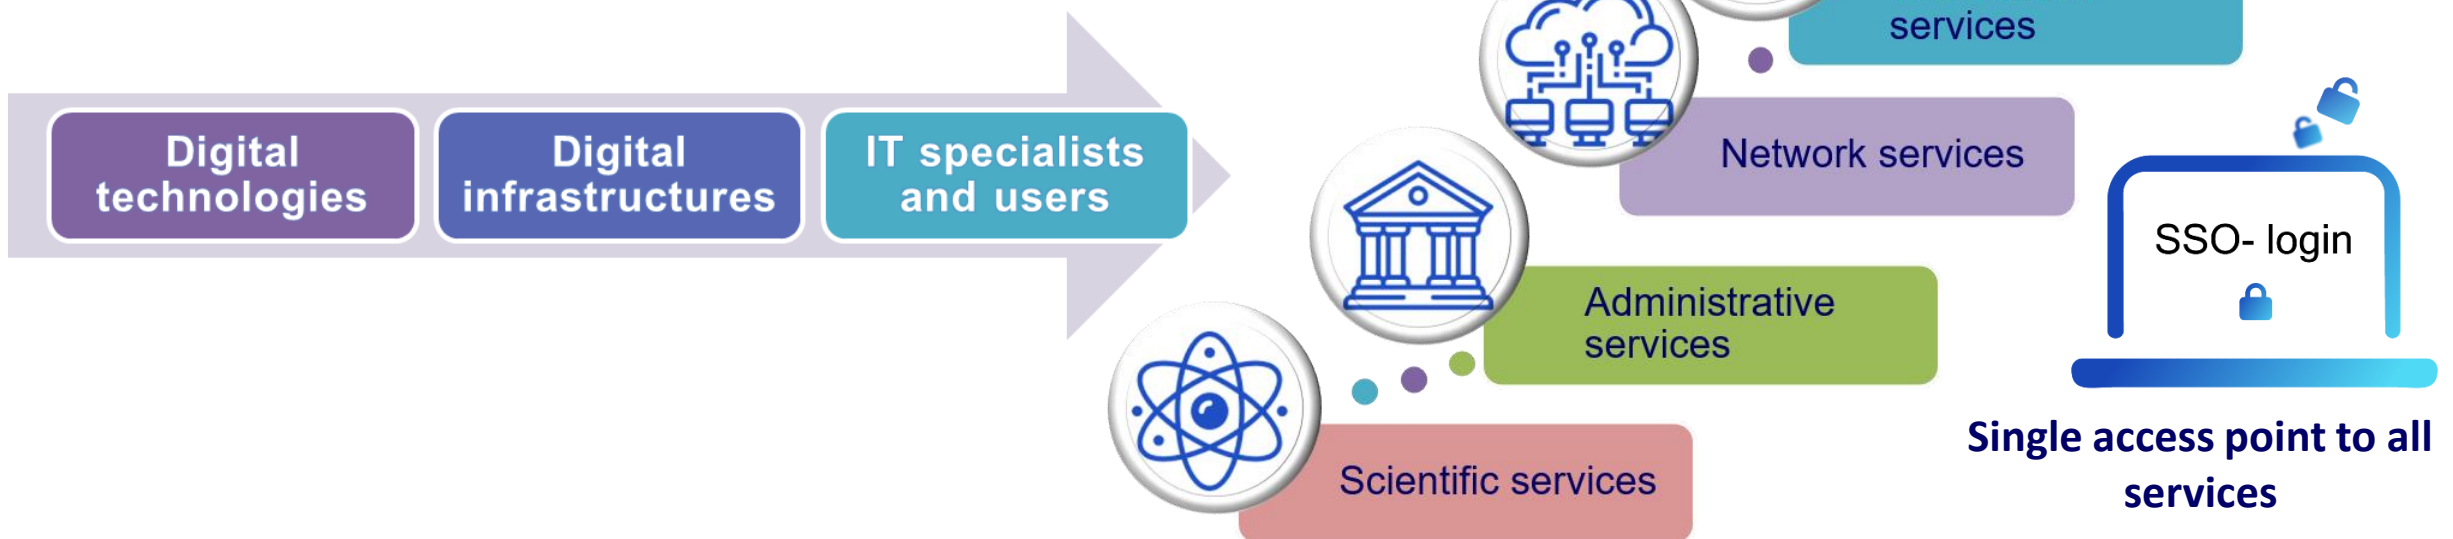 Digital
technologies
Digital
infrastructures
IT specialists
and users
services
Network services
Administrative
services
Scientific services
SSO- login
Single access point to all
services